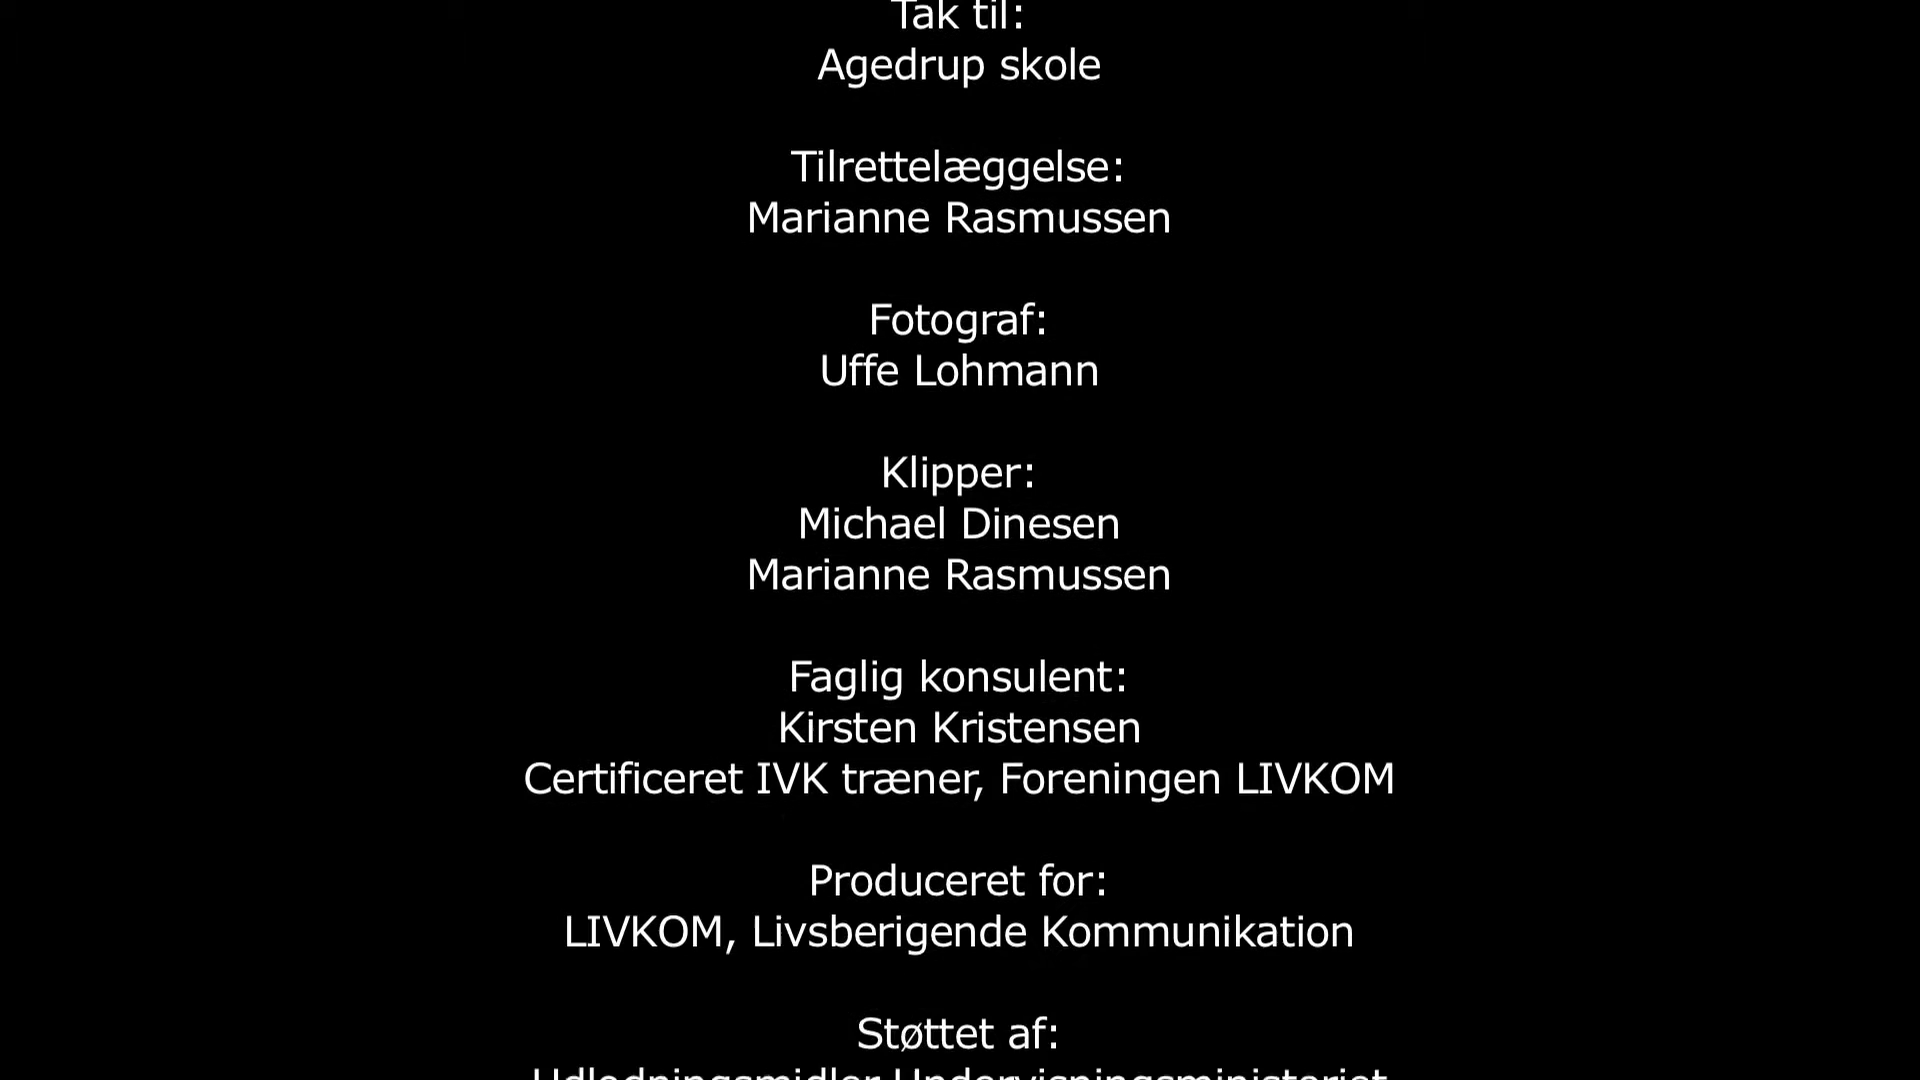 Tak til:
Agedrup skole
Tilrettelæggelse:
Marianne Rasmussen
Fotograf:
Uffe Lohmann
Klipper:
Michael Dinesen
Marianne Rasmussen
Faglig konsulent:
Kirsten Kristensen
Certificeret IVK træner, Foreningen LIVKOM
Produceret for:
LIVKOM, Livsberigende Kommunikation
Støttet af:
Undervisningsministeriet